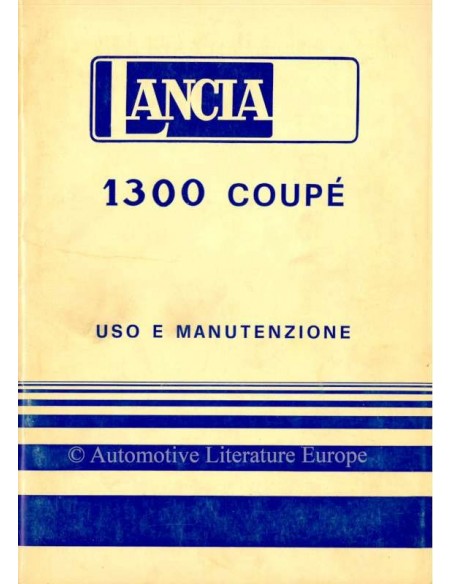 LANCIA
1300 COUPÉ
USO E MANUTENZIONE
© Automotive Literature Europe